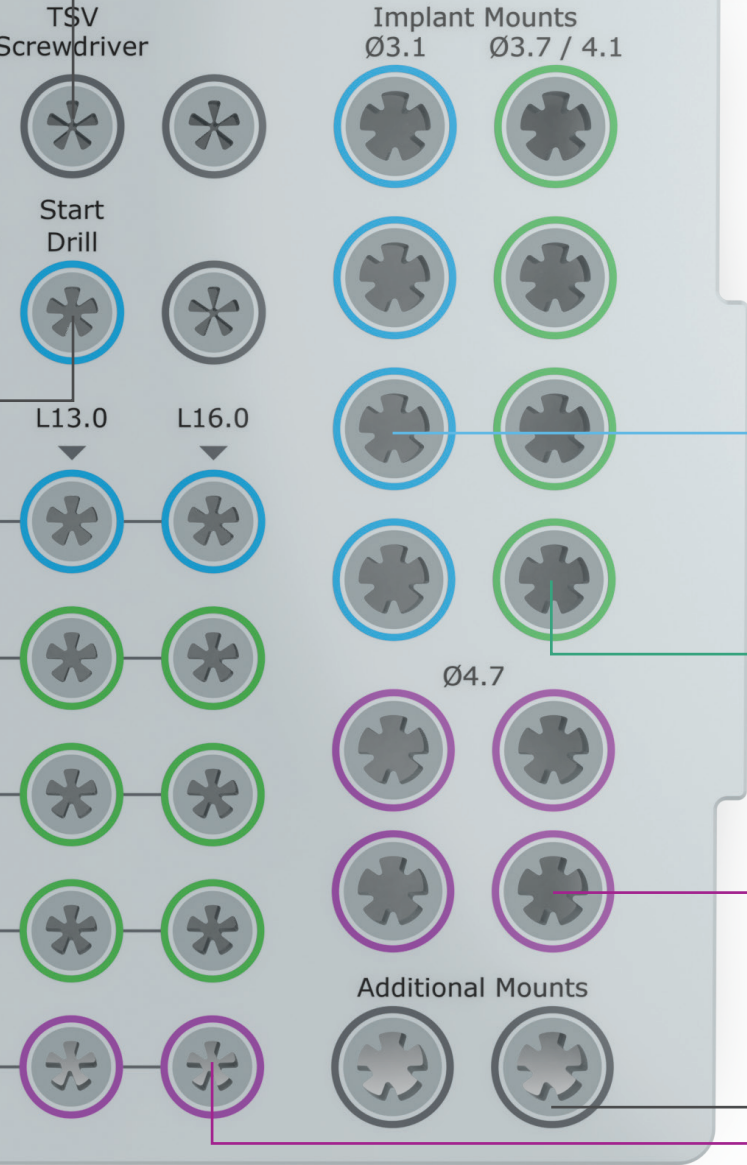 TSV
Screwdriver
Implant Mounts
Ø3.1 Ø3.7 / 4.1
Start
Drill
L13.0 L16.0
Ø4.7
Additional Mounts